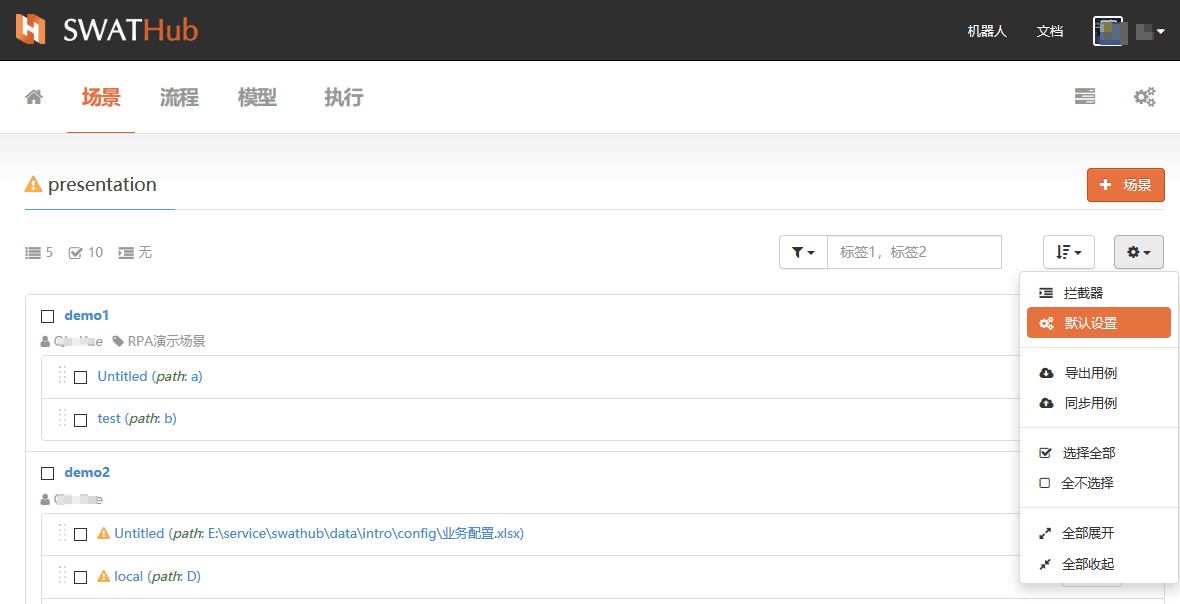 SWATHub
机器人 文档
场景 流程 模型 执行
presentation
+ 场景
5 10 无
标签1，标签2
拦截器
默认设置
导出用例
同步用例
选择全部
全不选择
全部展开
全部收起
demo1
RPA演示场景
Untitled (path: a)
test (path: b)
demo2
Untitled (path: E:\service\swathub\data\intro\config\业务配置.xlsx)
local (path: D)